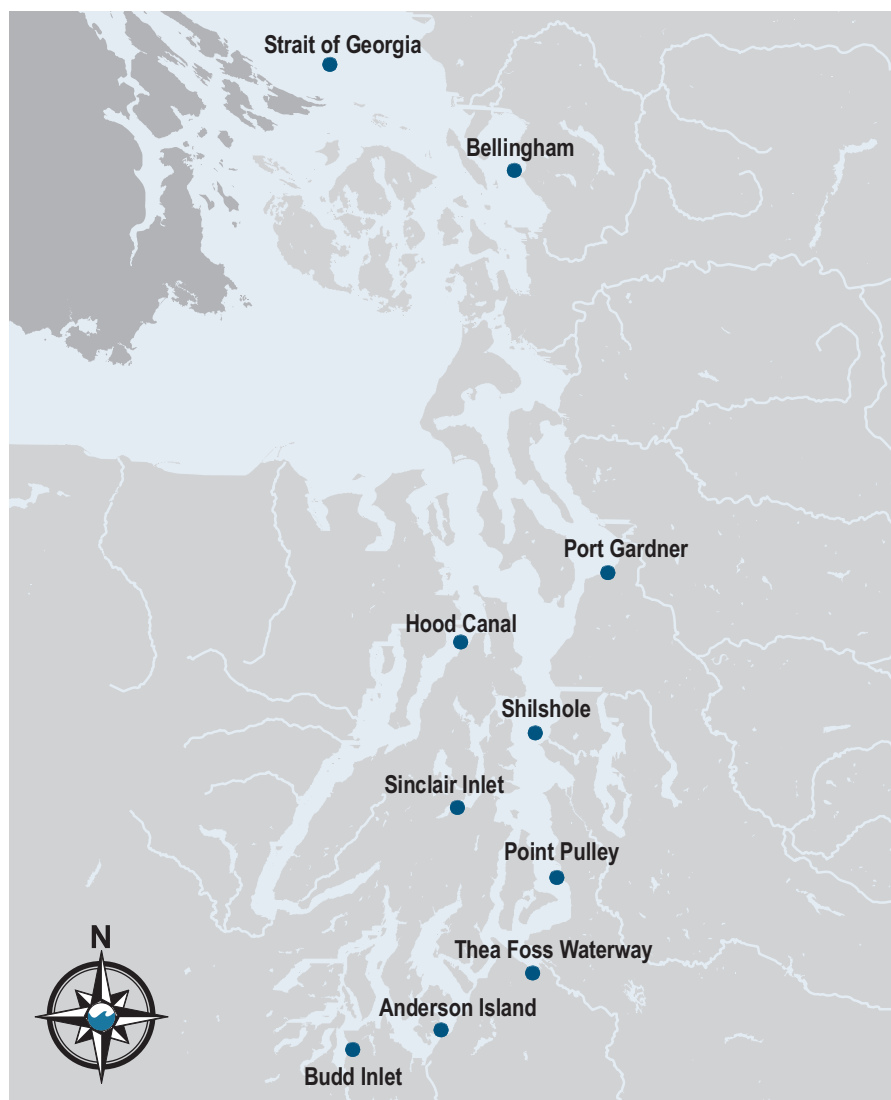 Strait of Georgia
Bellingham
Port Gardner
Hood Canal
Shilshole
Sinclair Inlet
Point Pulley
N
Thea Foss Waterway
Anderson Island
Budd Inlet